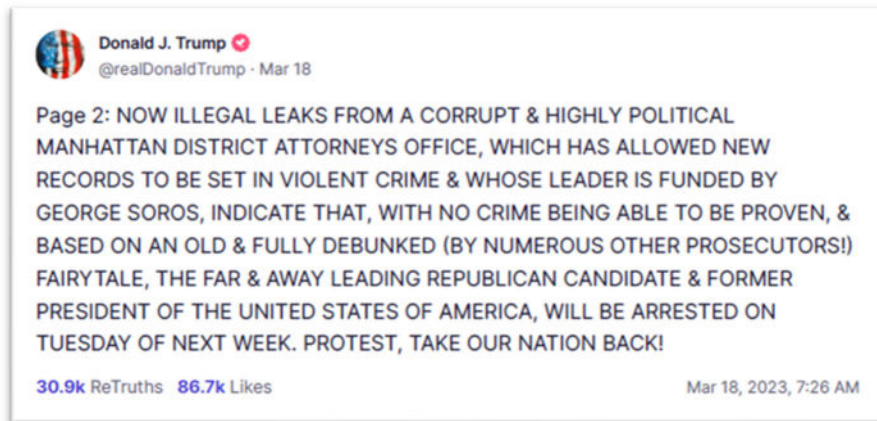 Donald J. Trump
@realDonaldTrump · Mar 18
Page 2: NOW ILLEGAL LEAKS FROM A CORRUPT & HIGHLY POLITICAL
MANHATTAN DISTRICT ATTORNEYS OFFICE, WHICH HAS ALLOWED NEW
RECORDS TO BE SET IN VIOLENT CRIME & WHOSE LEADER IS FUNDED BY
GEORGE SOROS, INDICATE THAT, WITH NO CRIME BEING ABLE TO BE PROVEN, &
BASED ON AN OLD & FULLY DEBUNKED (BY NUMEROUS OTHER PROSECUTORS!)
FAIRYTALE, THE FAR & AWAY LEADING REPUBLICAN CANDIDATE & FORMER
PRESIDENT OF THE UNITED STATES OF AMERICA, WILL BE ARRESTED ON
TUESDAY OF NEXT WEEK. PROTEST, TAKE OUR NATION BACK!
30.9k ReTruths 86.7k Likes Mar 18, 2023, 7:26 AM